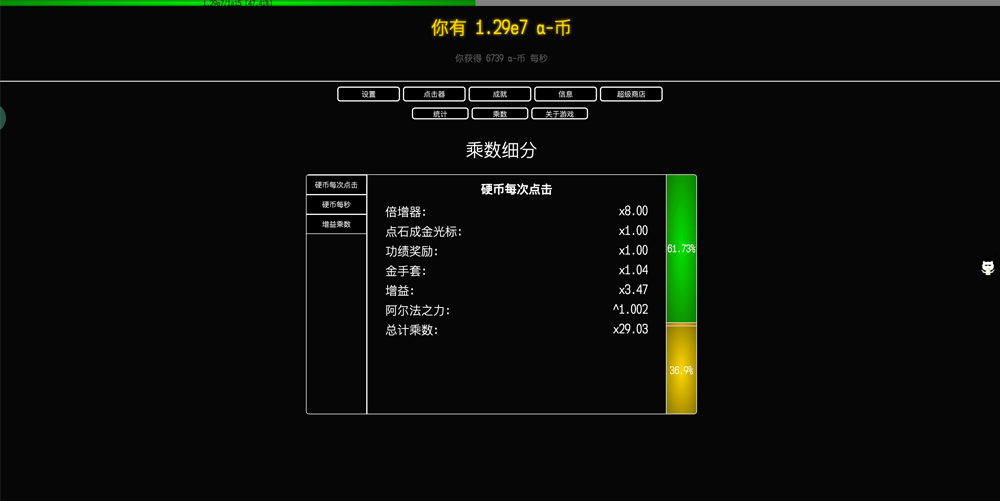 1.29e7/1e15 (47.41%)
你有 1.29e7 α-币
你获得 6739 α-币 每秒
设置 点击器 成就 信息 超级商店
统计 乘数 关于游戏
乘数细分
硬币每次点击
硬币每秒
增益乘数
硬币每次点击
倍增器: x8.00
点石成金光标: x1.00
功绩奖励: x1.00
金手套: x1.04
增益: x3.47
阿尔法之力: ^1.002
总计乘数: x29.03
61.73%
36.9%